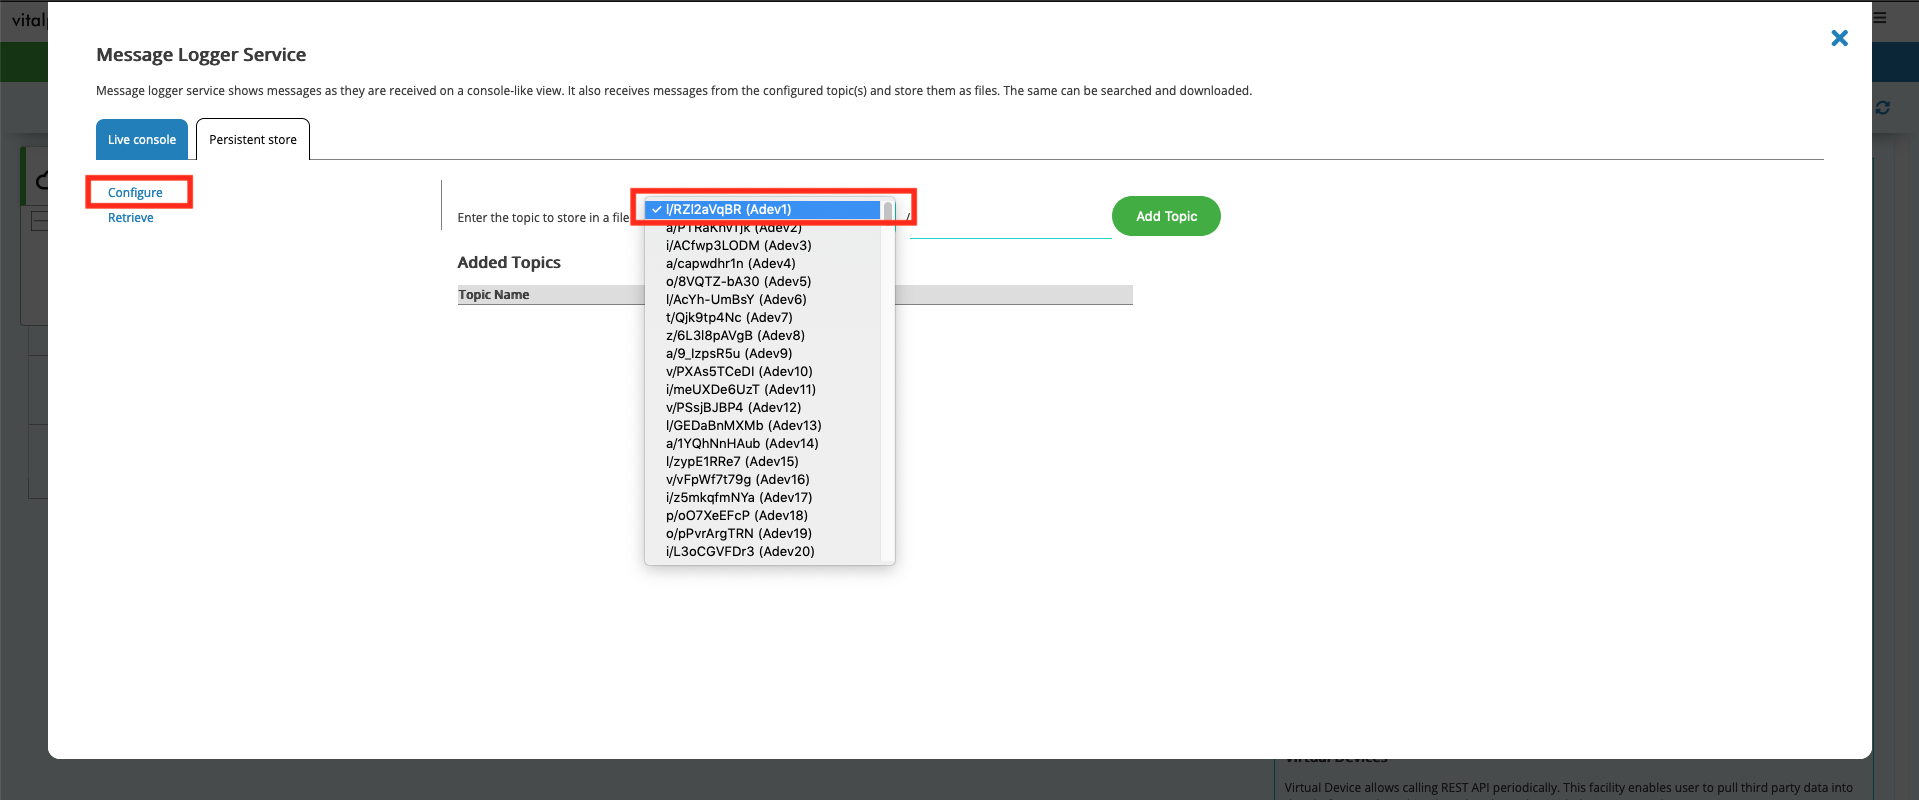 Message Logger Service
Message logger service shows messages as they are received on a console-like view. It also receives messages from the configured topic(s) and store them as files. The same can be searched and downloaded.
Live console
Persistent store
Configure
Retrieve
Enter the topic to store in a file
l/RZI2aVqBR (Adev1)
/
Add Topic
a/PTRaKnvTjk (Adev2)
i/ACfwp3LODM (Adev3)
a/capwdhr1n (Adev4)
o/8VQTZ-bA30 (Adev5)
l/AcYh-UmBsY (Adev6)
t/Qjk9tp4Nc (Adev7)
z/6L3I8pAVgB (Adev8)
a/9_lzpsR5u (Adev9)
v/PXAs5TCeDI (Adev10)
i/meUXDe6UzT (Adev11)
v/PSsjBJBP4 (Adev12)
l/GEDaBnMXMb (Adev13)
a/1YQhNnHAub (Adev14)
l/zypE1RRe7 (Adev15)
v/vFpWf7t79g (Adev16)
i/z5mkqfmNYa (Adev17)
p/oO7XeEFcP (Adev18)
o/pPvrArgTRN (Adev19)
i/L3oCGVFDr3 (Adev20)
Added Topics
Topic Name
Virtual Devices
Virtual Device allows calling REST API periodically. This facility enables user to pull third party data into